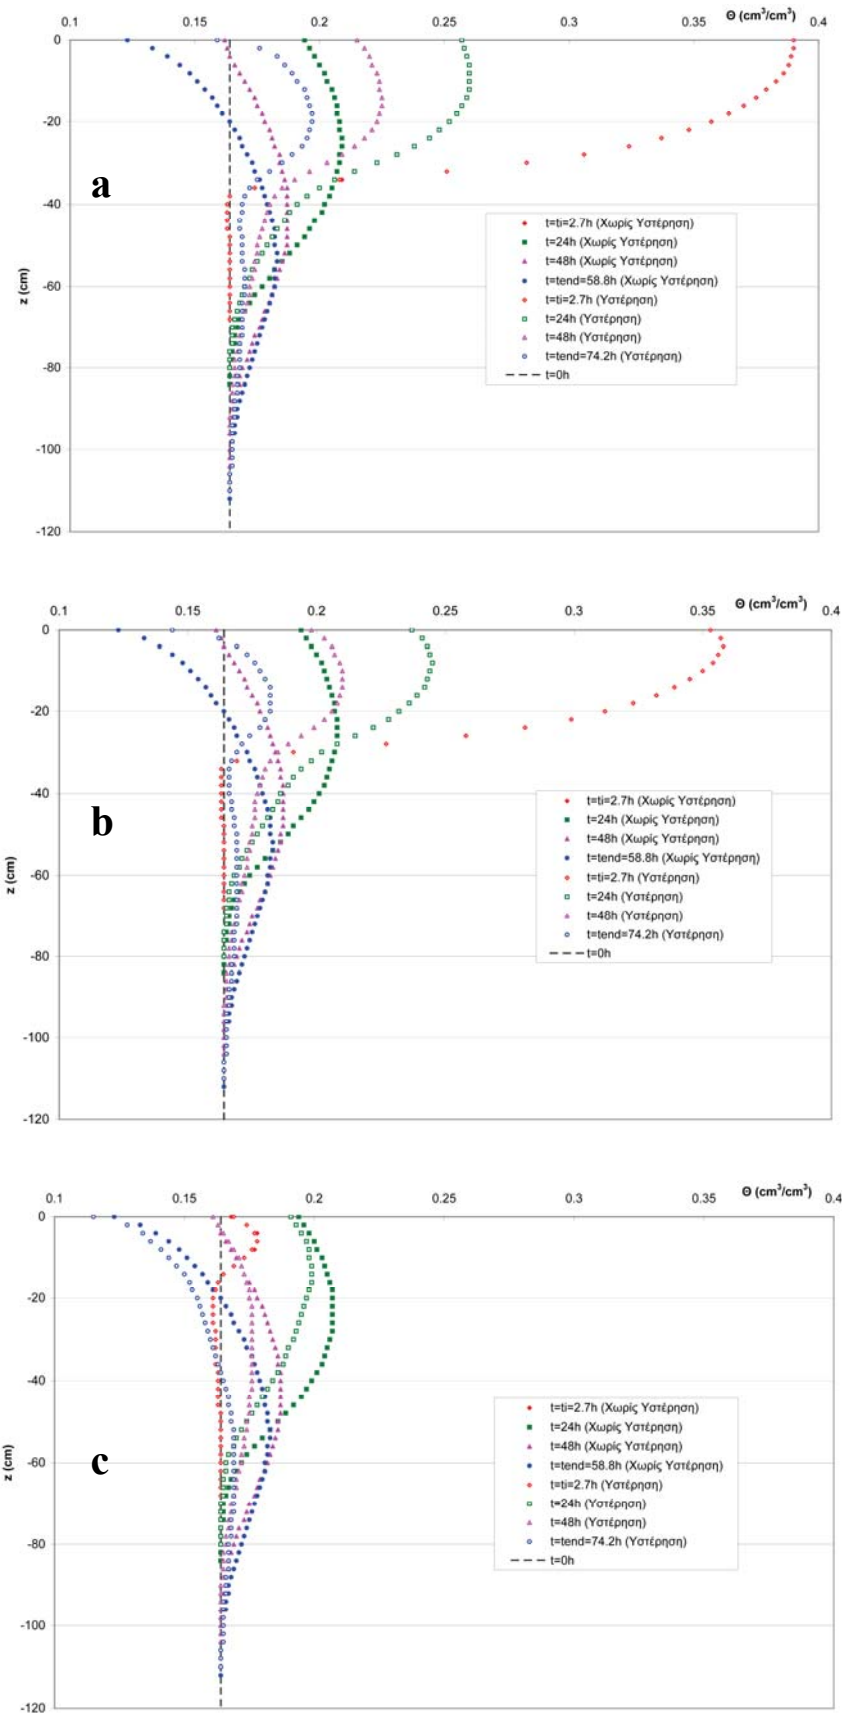 0.1 0.15 0.2 0.25 0.3 0.35 0.4
Θ (cm³/cm³)
0
-20
-40
-60
-80
-100
-120
z (cm)
a
t=ti=2.7h (Χωρίς Υστέρηση)
t=24h (Χωρίς Υστέρηση)
t=48h (Χωρίς Υστέρηση)
t=tend=58.8h (Χωρίς Υστέρηση)
t=ti=2.7h (Υστέρηση)
t=24h (Υστέρηση)
t=48h (Υστέρηση)
t=tend=74.2h (Υστέρηση)
t=0h
0.1 0.15 0.2 0.25 0.3 0.35 0.4
Θ (cm³/cm³)
0
-20
-40
-60
-80
-100
-120
z (cm)
b
t=ti=2.7h (Χωρίς Υστέρηση)
t=24h (Χωρίς Υστέρηση)
t=48h (Χωρίς Υστέρηση)
t=tend=58.8h (Χωρίς Υστέρηση)
t=ti=2.7h (Υστέρηση)
t=24h (Υστέρηση)
t=48h (Υστέρηση)
t=tend=74.2h (Υστέρηση)
t=0h
0.1 0.15 0.2 0.25 0.3 0.35 0.4
Θ (cm³/cm³)
0
-20
-40
-60
-80
-100
-120
z (cm)
c
t=ti=2.7h (Χωρίς Υστέρηση)
t=24h (Χωρίς Υστέρηση)
t=48h (Χωρίς Υστέρηση)
t=tend=58.8h (Χωρίς Υστέρηση)
t=ti=2.7h (Υστέρηση)
t=24h (Υστέρηση)
t=48h (Υστέρηση)
t=tend=74.2h (Υστέρηση)
t=0h